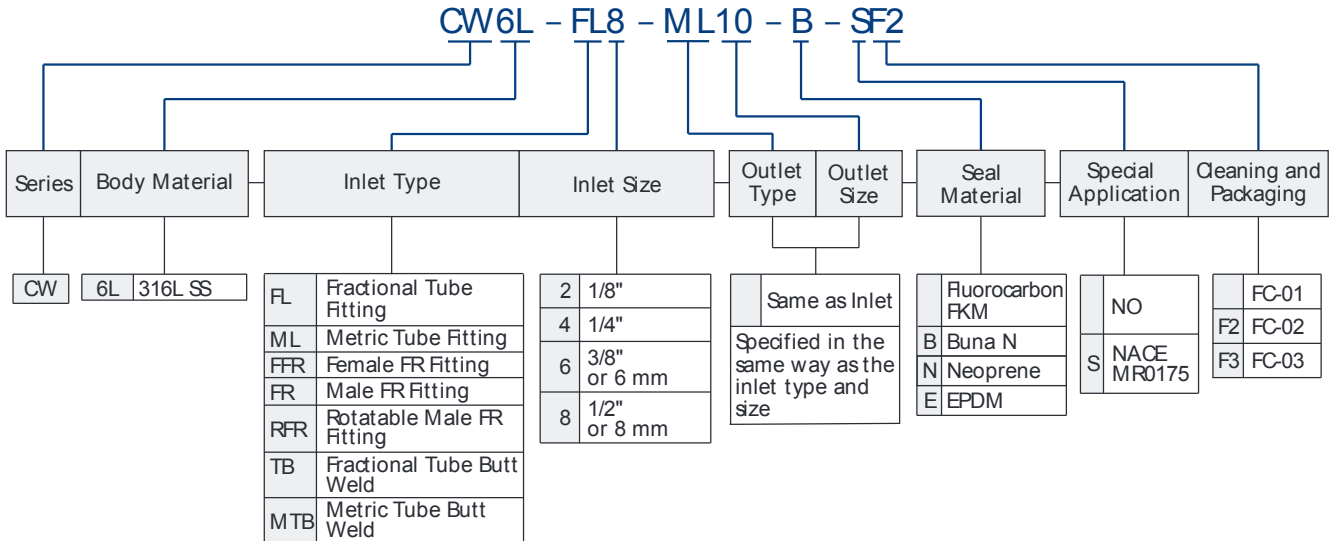 CW6L – FL8 – ML10 – B – SF2
Series
Body Material
Inlet Type
Inlet Size
Outlet
Type
Outlet
Size
Seal
Material
Special
Application
Cleaning and
Packaging
CW
6L 316L SS
FL Fractional Tube
Fitting
ML Metric Tube Fitting
FFR Female FR Fitting
FR Male FR Fitting
RFR Rotatable Male FR
Fitting
TB Fractional Tube Butt
Weld
MTB Metric Tube Butt
Weld
2 1/8"
4 1/4"
6 3/8"
or 6 mm
8 1/2"
or 8 mm
Same as Inlet
Specified in the
same way as the
inlet type and
size
Fluorocarbon
FKM
B Buna N
N Neoprene
E EPDM
NO
S NACE
MR0175
FC-01
F2 FC-02
F3 FC-03